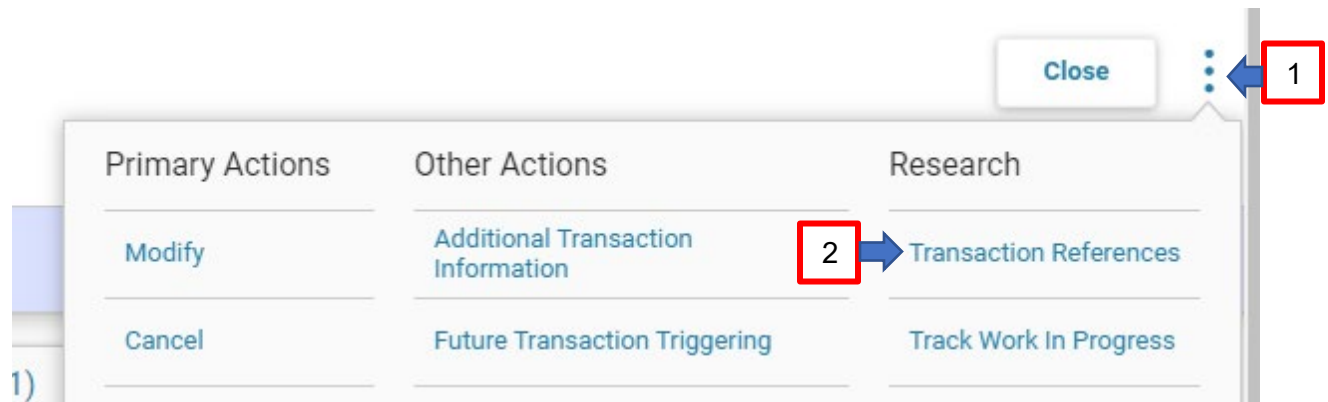 Close
1
Primary Actions
Other Actions
Research
Modify
Additional Transaction
Information
2
Transaction References
Cancel
Future Transaction Triggering
Track Work In Progress
1)